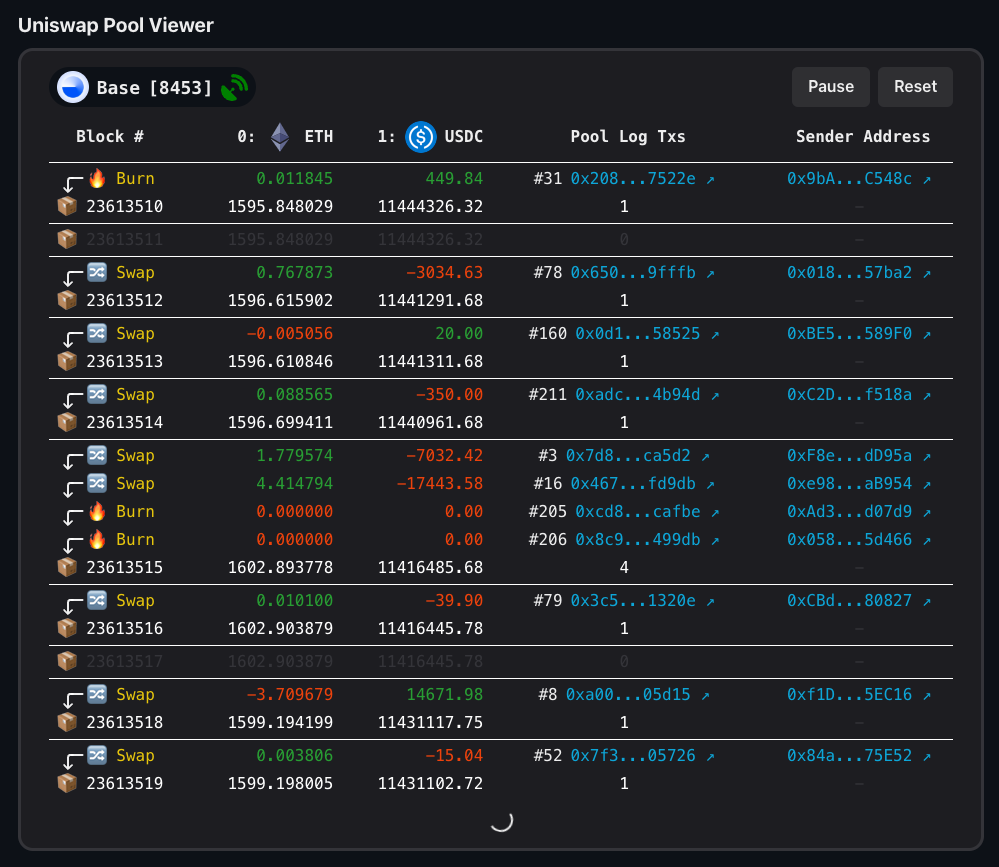 Uniswap Pool Viewer
Base [8453] Pause Reset
Block # 0: ETH 1: USDC Pool Log Txs Sender Address
Burn 0.011845 449.84 #31 0x208...7522e ↗ 0x9bA...C548c ↗
23613510 1595.848029 11444326.32 1 –
23613511 1595.848029 11444326.32 0 –
Swap 0.767873 −3034.63 #78 0x650...9fffb ↗ 0x018...57ba2 ↗
23613512 1596.615902 11441291.68 1 –
Swap −0.005056 20.00 #160 0x0d1...58525 ↗ 0xBE5...589F0 ↗
23613513 1596.610846 11441311.68 1 –
Swap 0.088565 −350.00 #211 0xadc...4b94d ↗ 0xC2D...f518a ↗
23613514 1596.699411 11440961.68 1 –
Swap 1.779574 −7032.42 #3 0x7d8...ca5d2 ↗ 0xF8e...dD95a ↗
Swap 4.414794 −17443.58 #16 0x467...fd9db ↗ 0xe98...aB954 ↗
Burn 0.000000 0.00 #205 0xcd8...cafbe ↗ 0xAd3...d07d9 ↗
Burn 0.000000 0.00 #206 0x8c9...499db ↗ 0x058...5d466 ↗
23613515 1602.893778 11416485.68 4 –
Swap 0.010100 −39.90 #79 0x3c5...1320e ↗ 0xCBd...80827 ↗
23613516 1602.903879 11416445.78 1 –
23613517 1602.903879 11416445.78 0 –
Swap −3.709679 14671.98 #8 0xa00...05d15 ↗ 0xf1D...5EC16 ↗
23613518 1599.194199 11431117.75 1 –
Swap 0.003806 −15.04 #52 0x7f3...05726 ↗ 0x84a...75E52 ↗
23613519 1599.198005 11431102.72 1 –